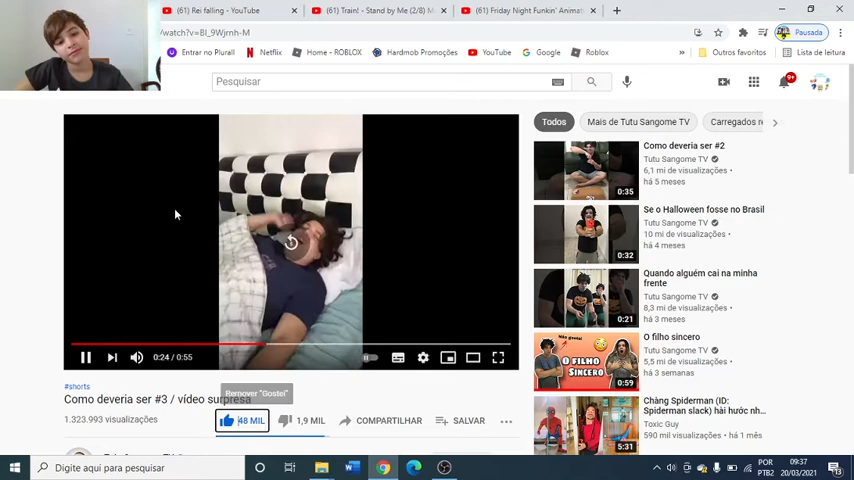 (61) Rei falling - YouTube
(61) Train! - Stand by Me (2/8) M
(61) Friday Night Funkin' Animat
watch?v=BI_9Wjrnh-M
Pausada
Entrar no Plurall
Netflix
Home - ROBLOX
Hardmob Promoções
YouTube
Google
Roblox
Outros favoritos
Lista de leitura
Pesquisar
9+
Todos
Mais de Tutu Sangome TV
Carregados re
Como deveria ser #2
Tutu Sangome TV
6,1 mi de visualizações •
há 5 meses
0:35
Se o Halloween fosse no Brasil
Tutu Sangome TV
10 mi de visualizações •
há 4 meses
0:32
Quando alguém cai na minha
frente
Tutu Sangome TV
8,3 mi de visualizações •
há 3 meses
0:21
O filho sincero
Tutu Sangome TV
5,5 mi de visualizações •
há 3 semanas
O FILHO
SINCERO
0:59
Chàng Spiderman (ID:
Spiderman slack) hài hước nh...
Toxic Guy
590 mil visualizações • há 1 mês
5:31
0:24 / 0:55
#shorts
Remover "Gostei"
Como deveria ser #3 / vídeo surpresa
1.323.993 visualizações
48 MIL
1,9 MIL
COMPARTILHAR
SALVAR
Digite aqui para pesquisar
POR
PTB2
09:37
20/03/2021
13